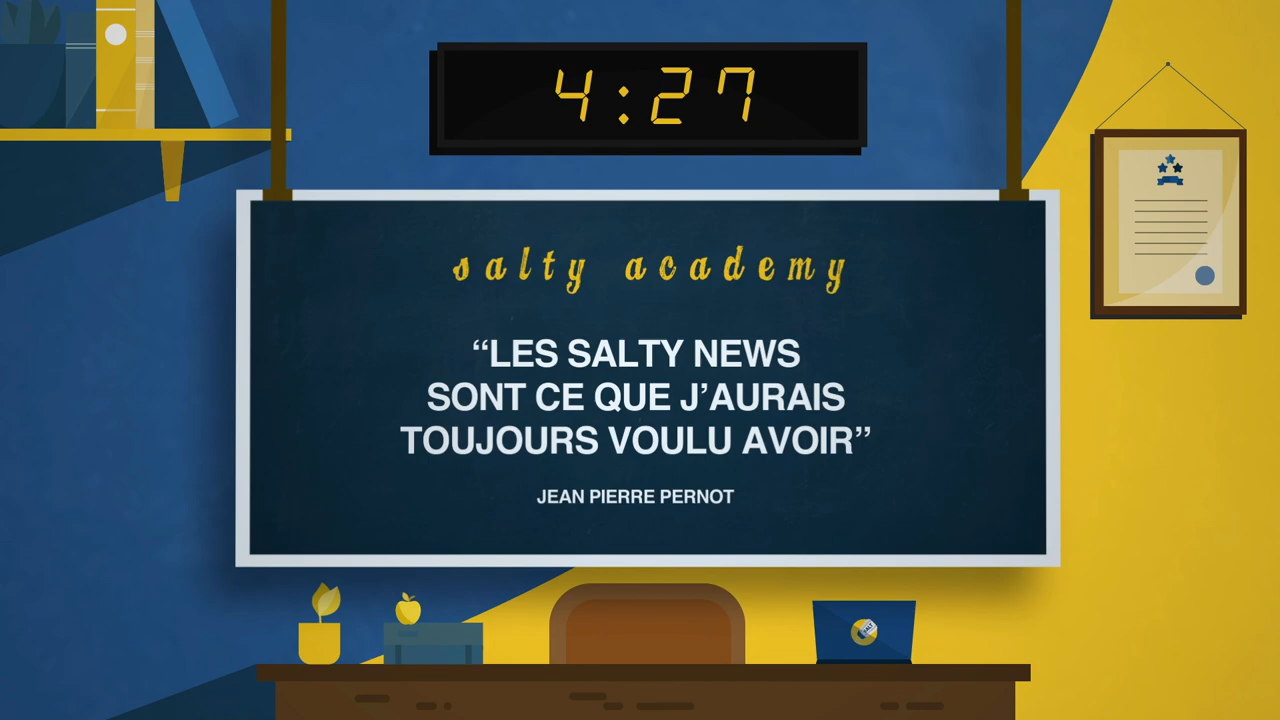 4:27
salty academy
“LES SALTY NEWS
SONT CE QUE J’AURAIS
TOUJOURS VOULU AVOIR”
JEAN PIERRE PERNOT